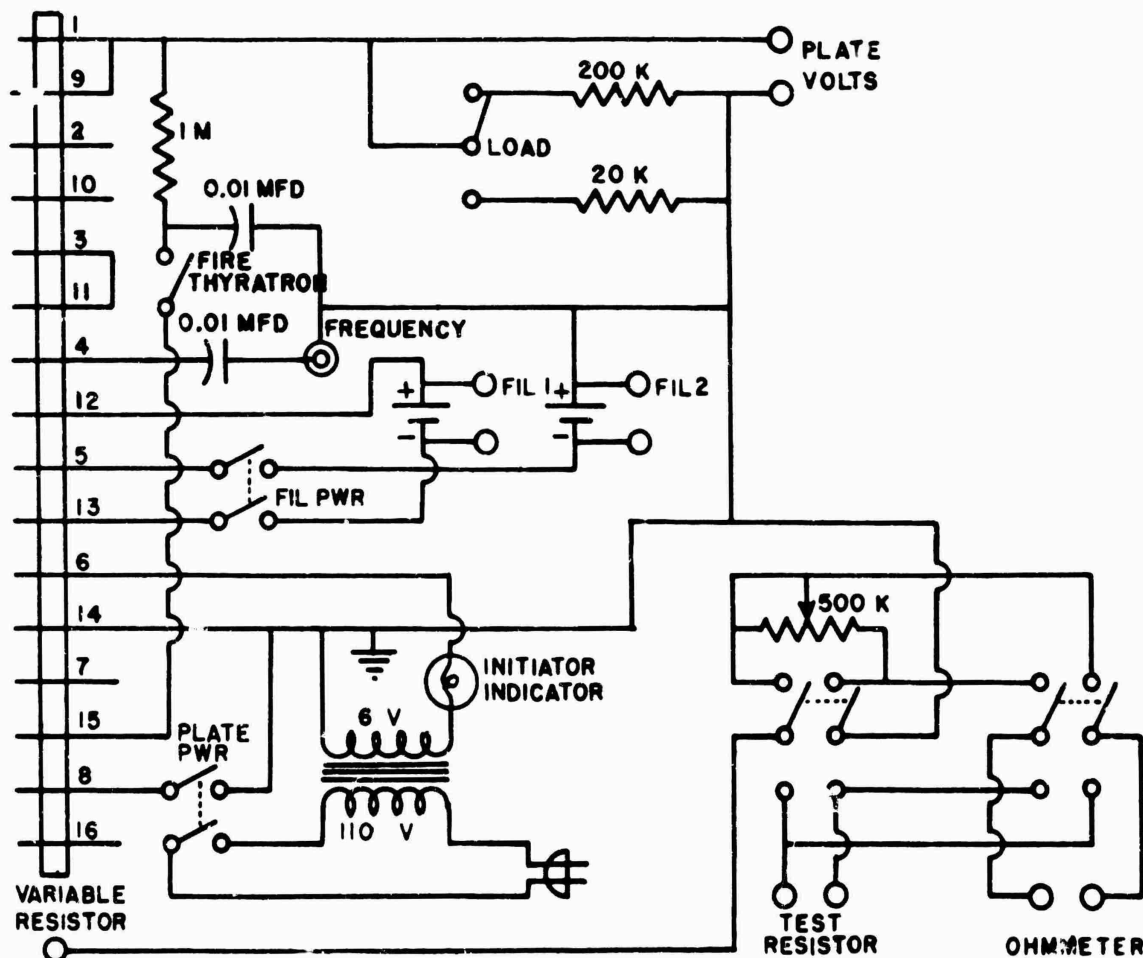 1
PLATE
VOLTS
9
200 K
2
1 M
LOAD
10
20 K
0.01 MFD
3
FIRE
THYRATRON
11
0.01 MFD
FREQUENCY
4
+
FIL 1
+
FIL 2
12
-
-
5
FIL PWR
13
6
500 K
14
INITIATOR
INDICATOR
7
6 V
15
PLATE
PWR
8
110 V
16
VARIABLE
RESISTOR
TEST
RESISTOR
OHMMETER